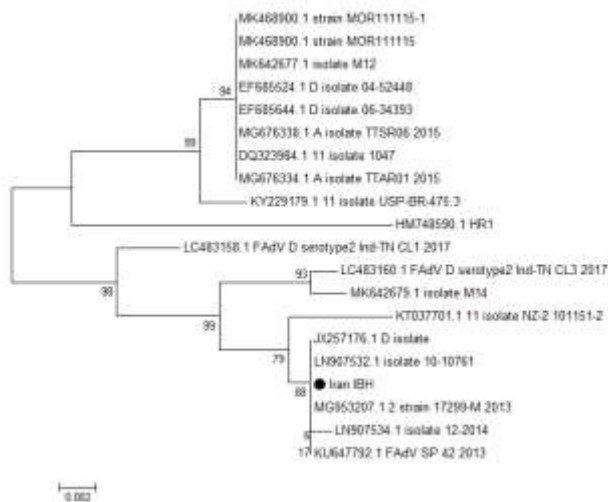 MK468900.1 strain MOR111115-1
MK468900.1 strain MOR111115
MK642677.1 isolate M12
94
EF685524.1 D isolate 04-52448
EF685644.1 D isolate 06-34393
MG676338.1 A isolate TTSR06 2015
DQ323984.1 11 isolate 1047
MG676334.1 A isolate TTAR01 2015
KY229179.1 11 isolate USP-BR-475.3
HM748590.1 HR1
LC483158.1 FAdV D serotype2 Ind-TN CL1 2017
93
LC483160.1 FAdV D serotype2 Ind-TN CL3 2017
98
MK642679.1 isolate M14
99
KT037701.1 11 isolate NZ-2 101151-2
JX257176.1 D isolate
79
LN907532.1 isolate 10-10761
Iran IBH
88
MG953207.1 2 strain 17299-M 2013
LN907534.1 isolate 12-2014
17
KU647792.1 FAdV SP 42 2013
0.002